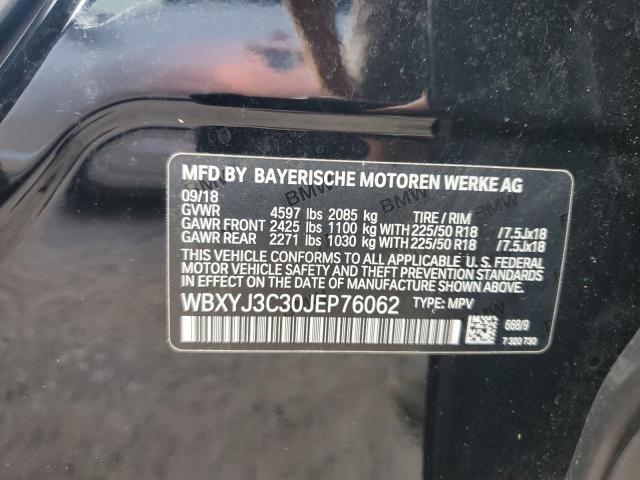 MFD BY BAYERISCHE MOTOREN WERKE AG
09/18
GVWR 4597 lbs 2085 kg TIRE / RIM
GAWR FRONT 2425 lbs 1100 kg WITH 225/50 R18 /7.5Jx18
GAWR REAR 2271 lbs 1030 kg WITH 225/50 R18 /7.5Jx18
THIS VEHICLE CONFORMS TO ALL APPLICABLE U. S. FEDERAL
MOTOR VEHICLE SAFETY AND THEFT PREVENTION STANDARDS
IN EFFECT ON THE DATE OF MANUFACTURE SHOWN ABOVE.
WBXYJ3C30JEP76062 TYPE: MPV
668/9
7 320 730